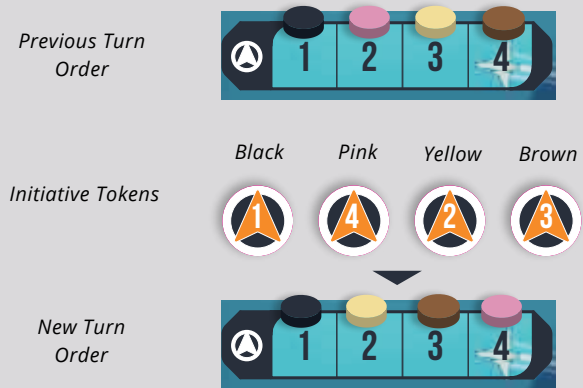 Previous Turn
Order
1 2 3 4
Black Pink Yellow Brown
Initiative Tokens
1 4 2 3
New Turn
Order
1 2 3 4